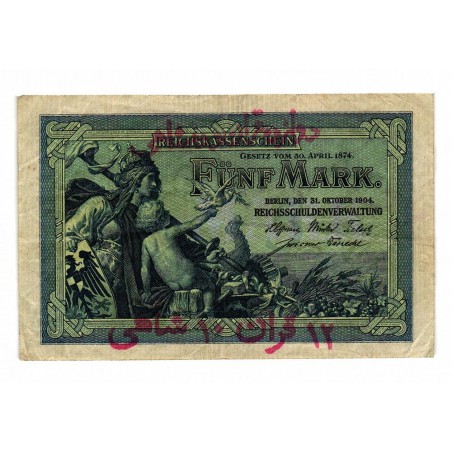 REICHSKASSENSCHEIN
GESETZ VOM 30. APRIL 1874.
FÜNF MARK.
BERLIN, DEN 31. OKTOBER 1904.
REICHSSCHULDENVERWALTUNG
۱۲ قران ۱۰ شاهی